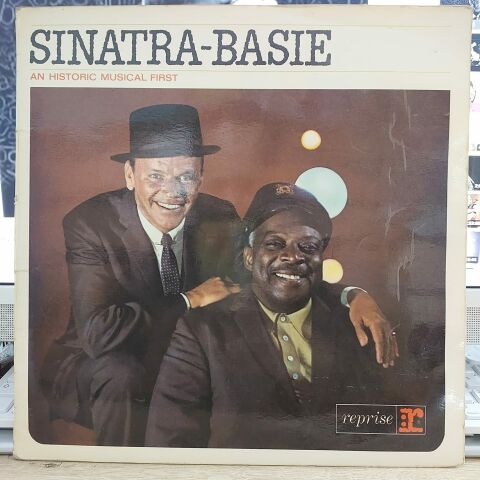 SINATRA-BASIE
AN HISTORIC MUSICAL FIRST
reprise r: